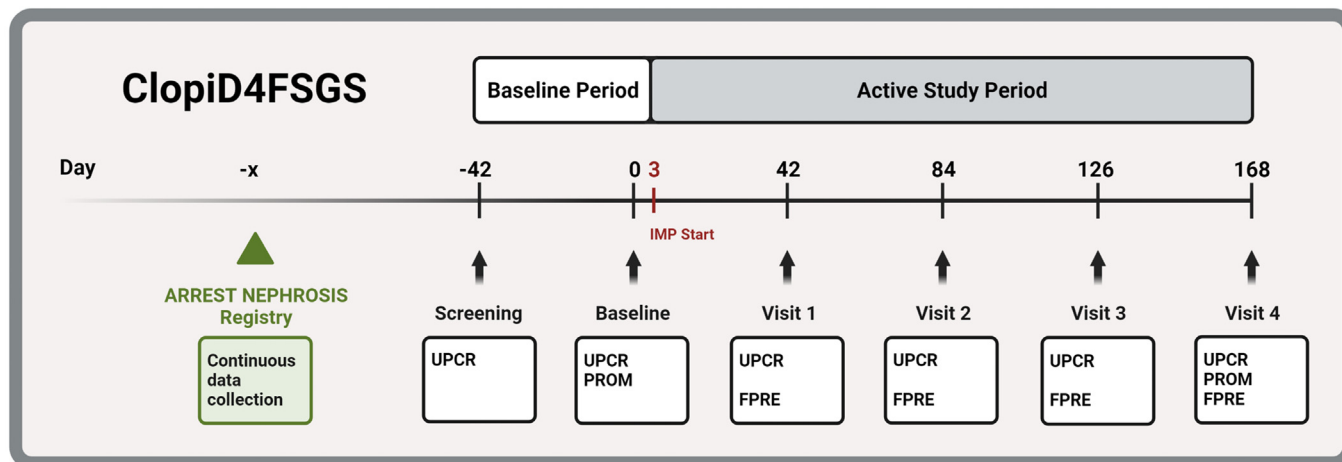 ClopiD4FSGS
Baseline Period
Active Study Period
Day
-x
-42
0
3
42
84
126
168
IMP Start
ARREST NEPHROSIS
Registry
Continuous
data
collection
Screening
UPCR
Baseline
UPCR
PROM
Visit 1
UPCR
FPRE
Visit 2
UPCR
FPRE
Visit 3
UPCR
FPRE
Visit 4
UPCR
PROM
FPRE